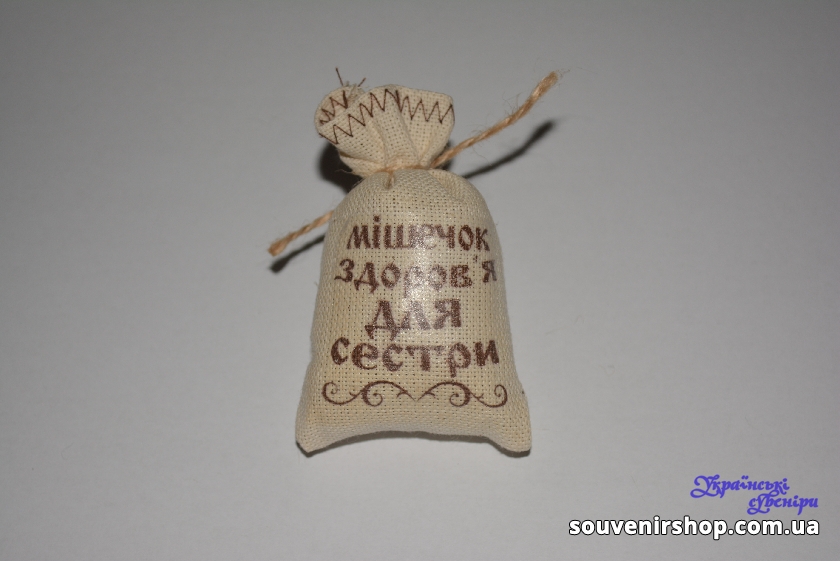 мішечок
здоров'я
для
сестри
Українські
сувеніри
souvenirshop.com.ua